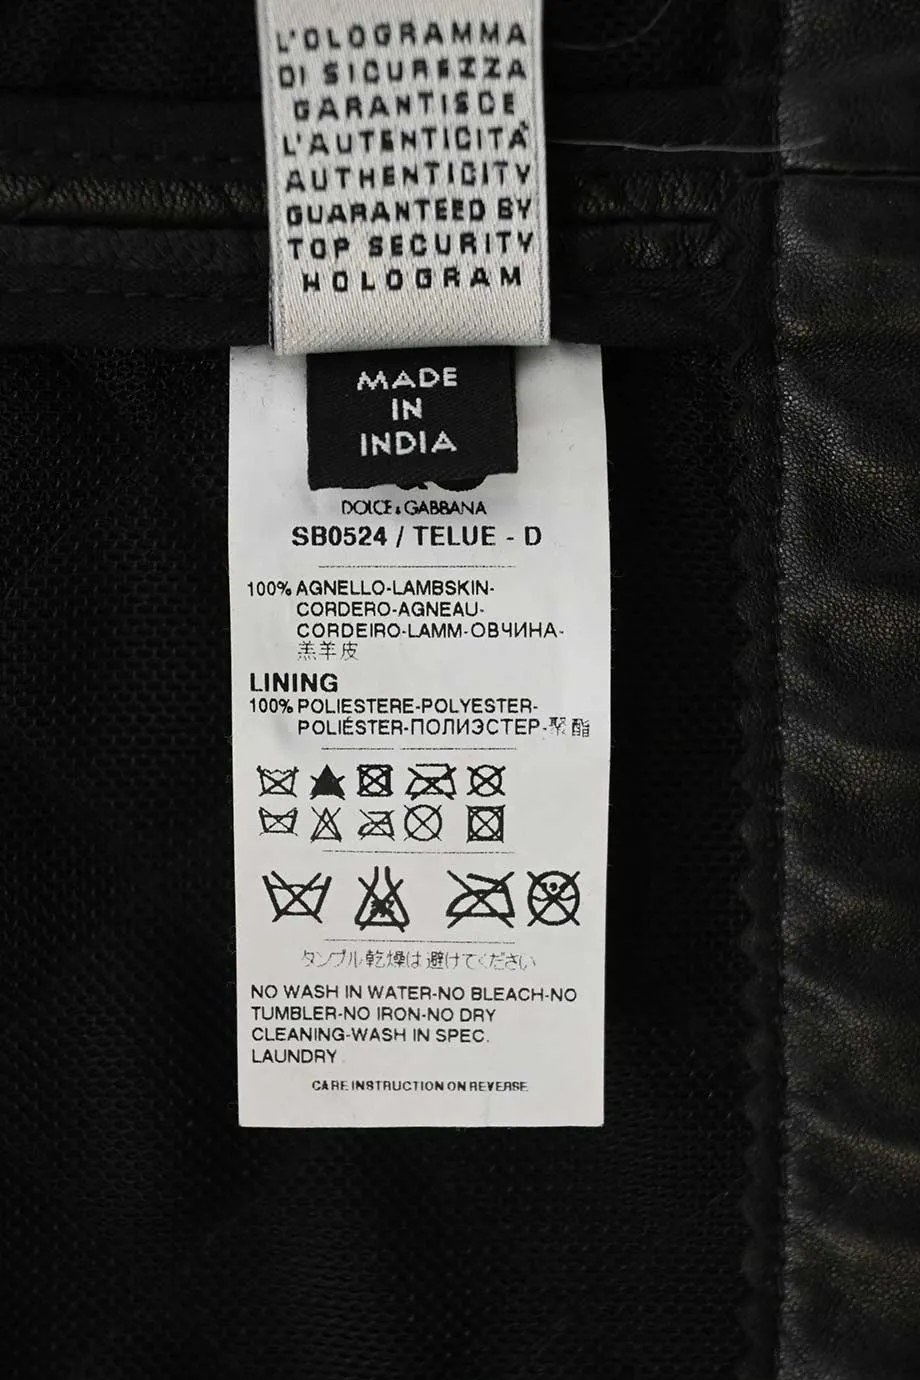 L'OLOGRAMMA
DI SICUREZZA
GARANTISCE
L'AUTENTICITÀ
AUTHENTICITY
GUARANTEED BY
TOP SECURITY
HOLOGRAM
MADE
IN
INDIA
DOLCE & GABBANA
SB0524 / TELUE - D
100% AGNELLO-LAMBSKIN-
CORDERO-AGNEAU-
CORDEIRO-LAMM-ОВЧИНА-
羔羊皮
LINING
100% POLIESTERE-POLYESTER-
POLIÉSTER-ПОЛИЭСТЕР-聚酯
タンブル乾燥は避けてください
NO WASH IN WATER-NO BLEACH-NO
TUMBLER-NO IRON-NO DRY
CLEANING-WASH IN SPEC.
LAUNDRY
CARE INSTRUCTION ON REVERSE